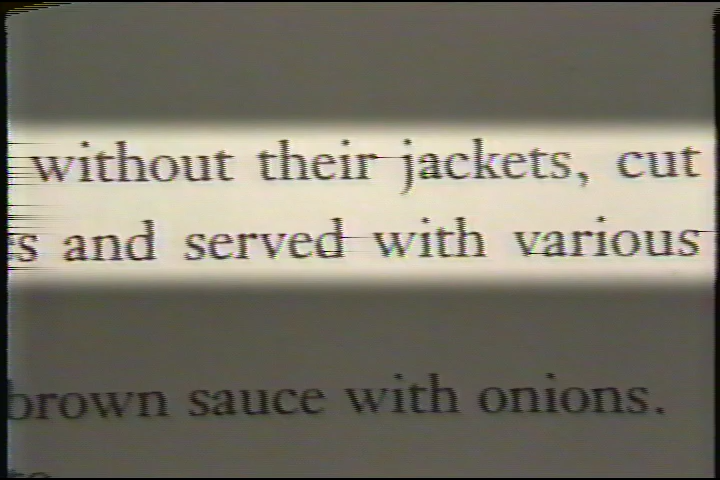 without their jackets, cut
and served with various
brown sauce with onions.